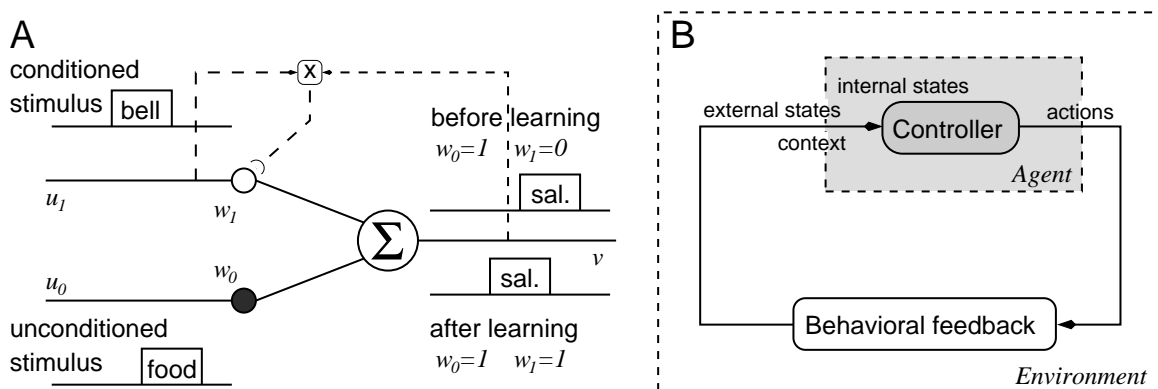 A
conditioned
stimulus
bell
x
before learning
w0=1 w1=0
u1
w1
sal.
Σ
v
u0
w0
sal.
unconditioned
stimulus
food
after learning
w0=1 w1=1
B
internal states
external states
Controller
actions
context
Agent
Behavioral feedback
Environment